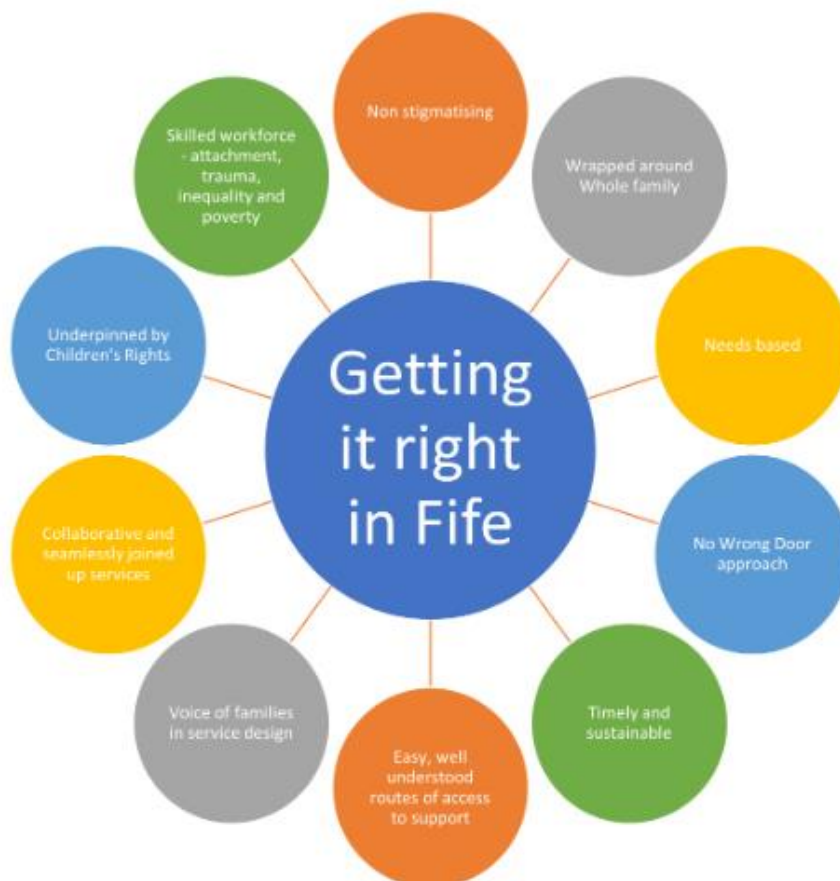 Non stigmatising
Wrapped around
Whole family
Needs based
No Wrong Door
approach
Timely and
sustainable
Easy, well
understood
routes of access
to support
Voice of families
in service design
Collaborative and
seamlessly joined
up services
Underpinned by
Children's Rights
Skilled workforce
- attachment,
trauma,
inequality and
poverty
Getting
it right
in Fife